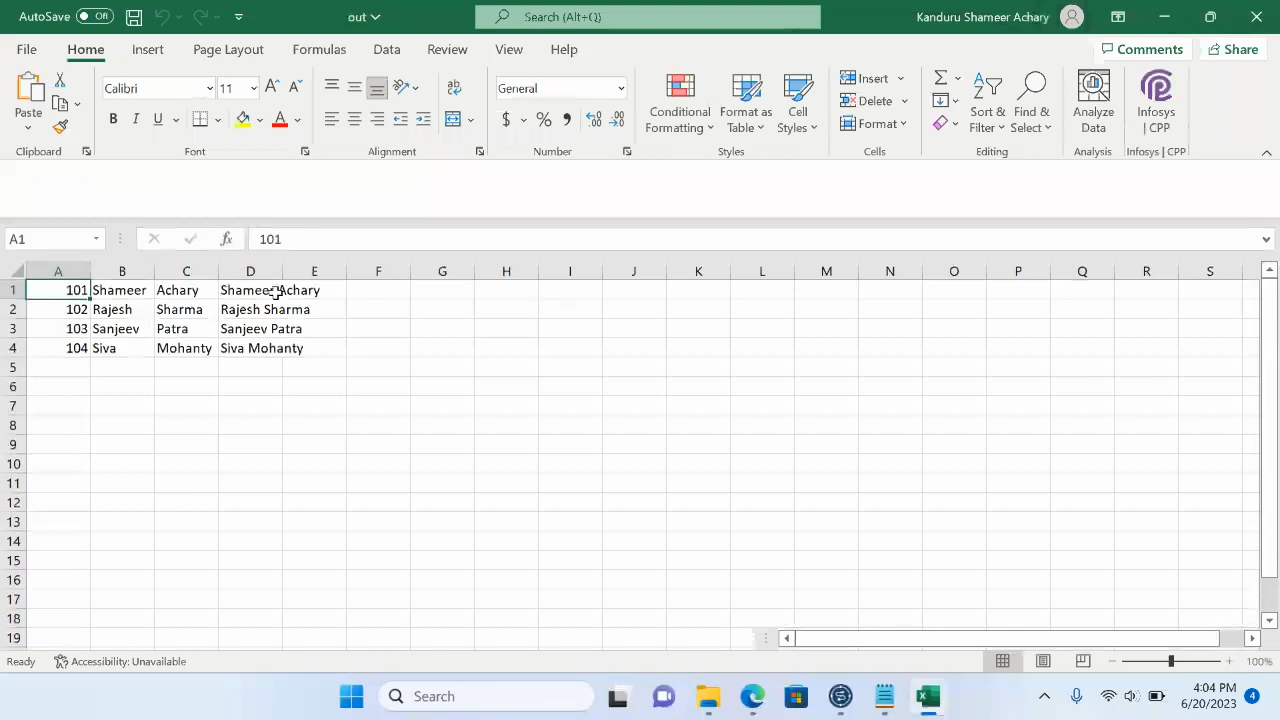 AutoSave Off out Search (Alt+Q) Kanduru Shameer Achary
File Home Insert Page Layout Formulas Data Review View Help Comments Share
Paste
Calibri 11
B I U A
General
$ % 9
Conditional Formatting
Format as Table
Cell Styles
Insert
Delete
Format
Sort & Filter
Find & Select
Analyze Data
Infosys | CPP
Clipboard Font Alignment Number Styles Cells Editing Analysis Infosys | CPP
A1 fx 101
A B C D E F G H I J K L M N O P Q R S
1 101 Shameer Achary Shameer Achary
2 102 Rajesh Sharma Rajesh Sharma
3 103 Sanjeev Patra Sanjeev Patra
4 104 Siva Mohanty Siva Mohanty
5
6
7
8
9
10
11
12
13
14
15
16
17
18
19
Ready Accessibility: Unavailable 100%
Search 4:04 PM
6/20/2023 4